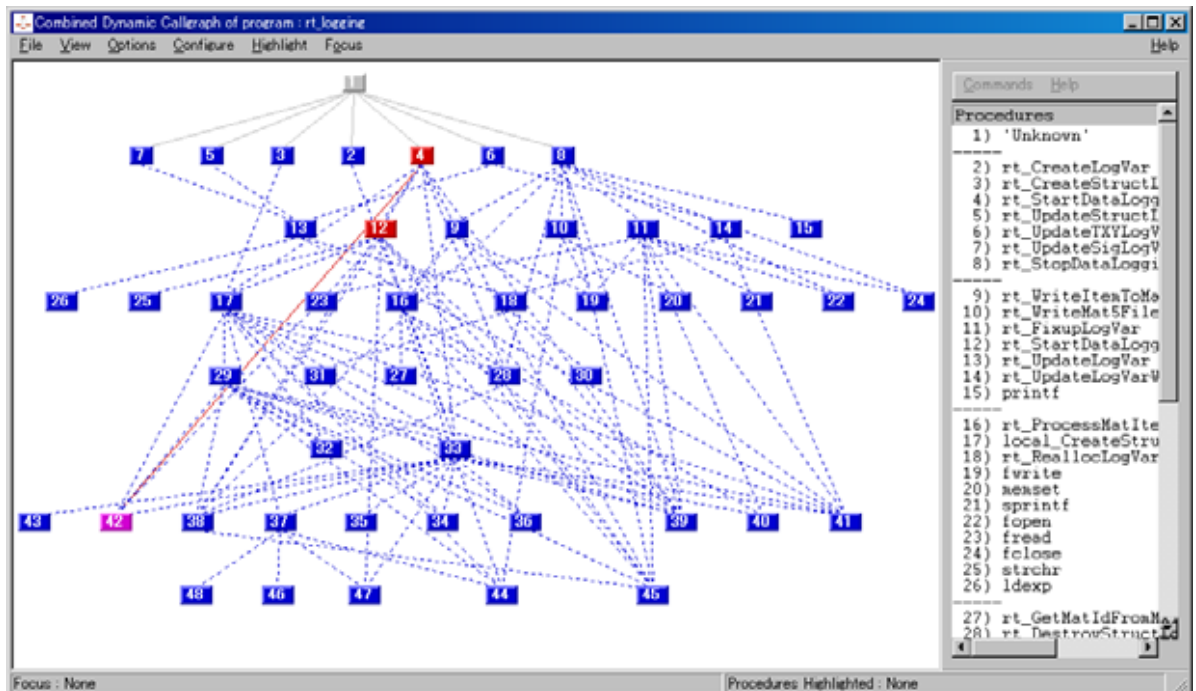 Combined Dynamic Callgraph of program : rt_logging
File View Options Configure Highlight Focus Help
1
7 5 3 2 4 6 8
13 12 9 10 11 14 15
26 25 17 23 16 18 19 20 21 22 24
29 31 27 28 30
32 33
43 42 38 37 35 34 36 39 40 41
48 46 47 44 45
Commands Help
Procedures
1) 'Unknown'
-----
2) rt_CreateLogVar
3) rt_CreateStructL
4) rt_StartDataLogg
5) rt_UpdateStructL
6) rt_UpdateTXYLogV
7) rt_UpdateSigLogV
8) rt_StopDataLoggi
-----
9) rt_WriteItemToMa
10) rt_WriteMat5File
11) rt_FixupLogVar
12) rt_StartDataLogg
13) rt_UpdateLogVar
14) rt_UpdateLogVarW
15) printf
-----
16) rt_ProcessMatIte
17) local_CreateStru
18) rt_ReallocLogVar
19) fwrite
20) memset
21) sprintf
22) fopen
23) fread
24) fclose
25) strchr
26) ldexp
-----
27) rt_GetMatIdFromM
28) rt_DestroyStructLo
Focus : None
Procedures Highlighted : None